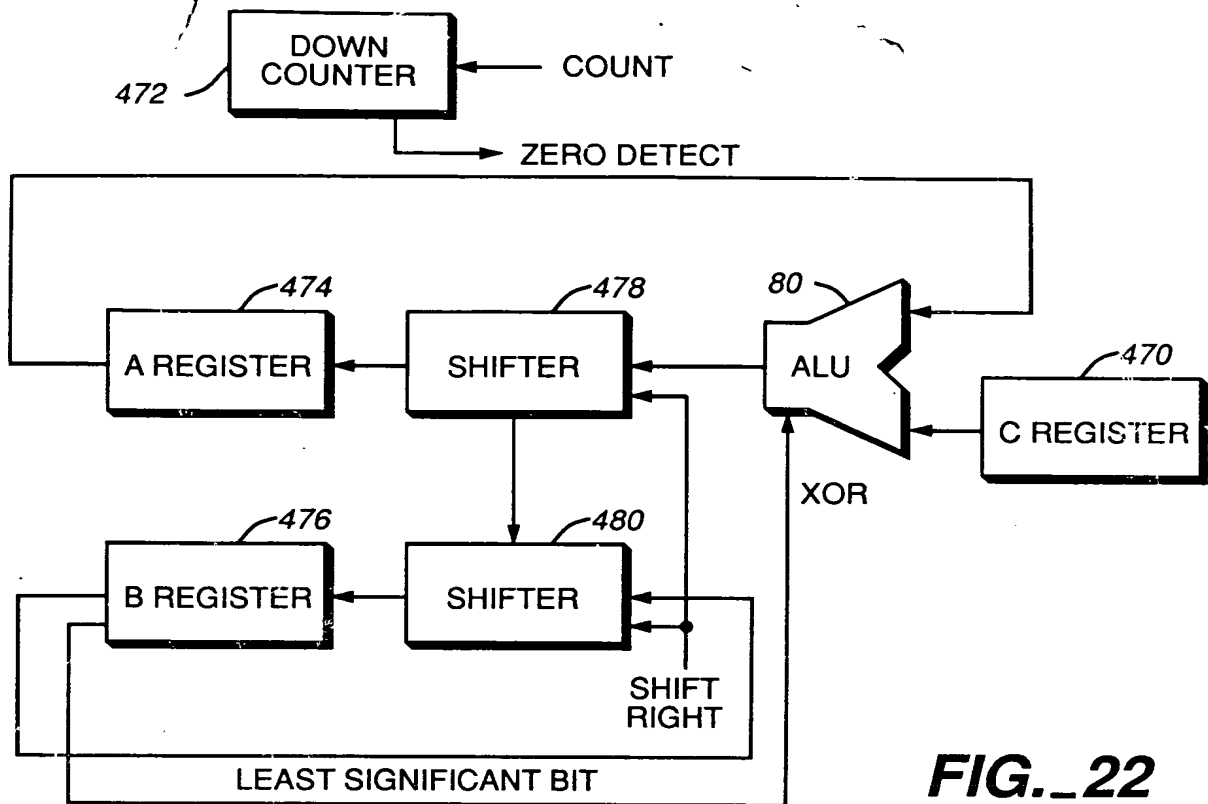 DOWN
COUNTER
472
COUNT
ZERO DETECT
474
478
80
A REGISTER
SHIFTER
ALU
470
C REGISTER
XOR
476
480
B REGISTER
SHIFTER
SHIFT
RIGHT
LEAST SIGNIFICANT BIT
FIG._22